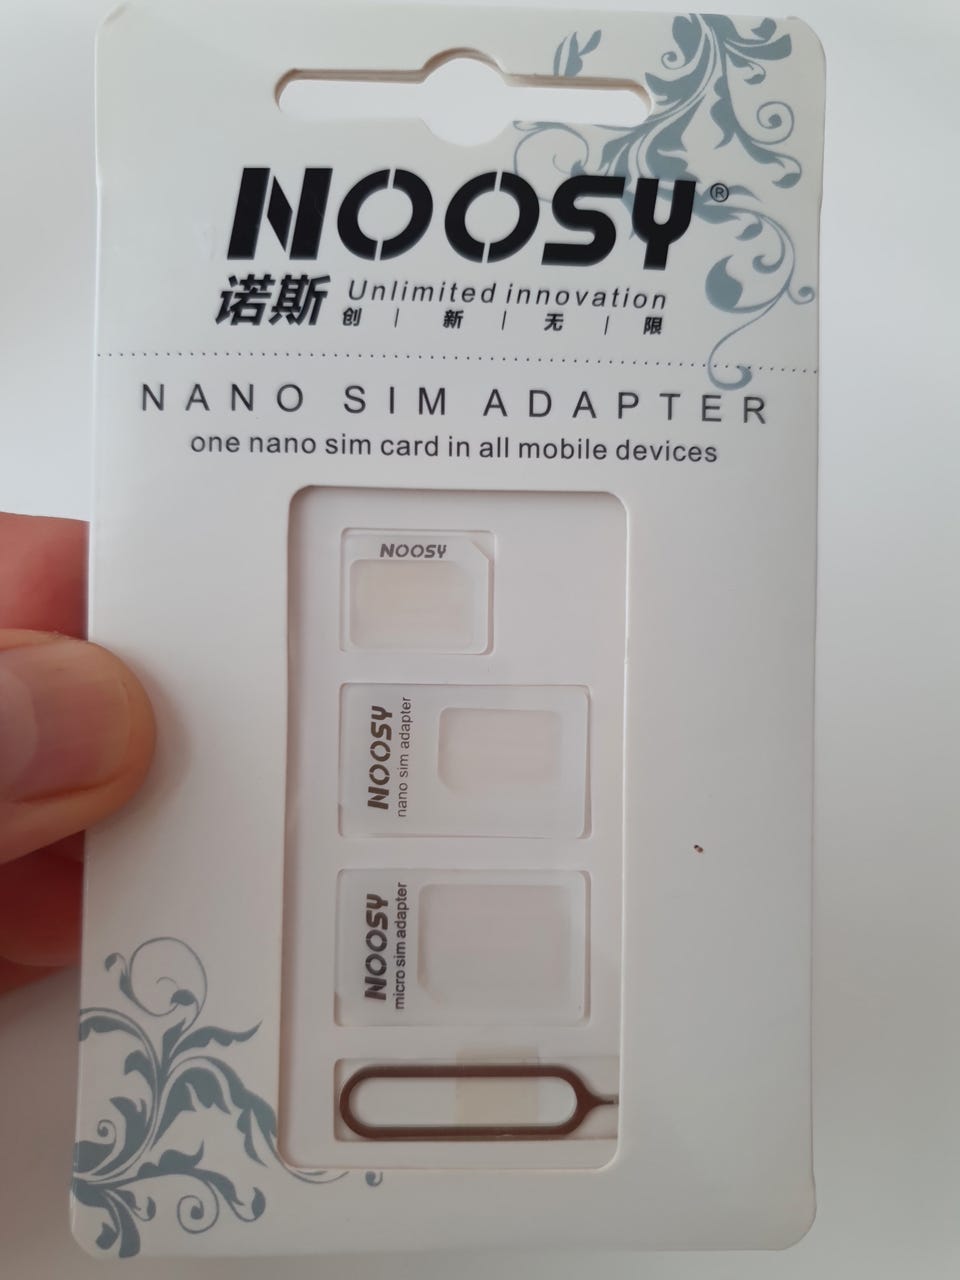 NOOSY®
诺斯 Unlimited innovation
创 | 新 | 无 | 限
NANO SIM ADAPTER
one nano sim card in all mobile devices
NOOSY
NOOSY
nano sim adapter
NOOSY
micro sim adapter